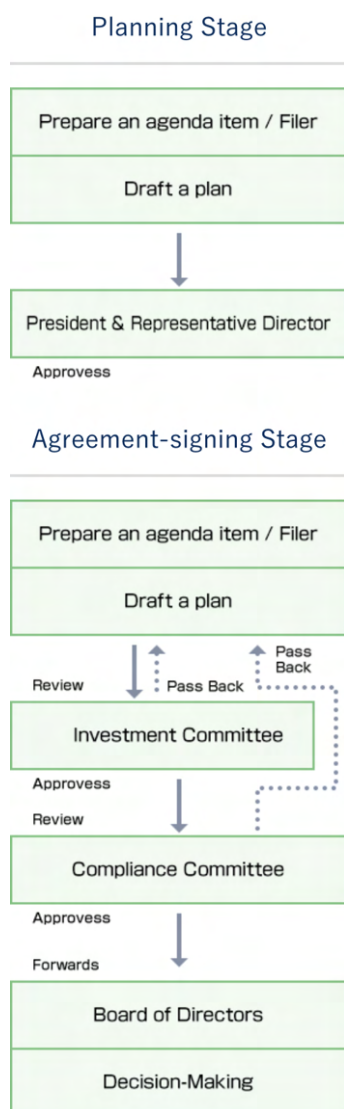 Planning Stage
Prepare an agenda item / Filer
Draft a plan
President & Representative Director
Approvess
Agreement-signing Stage
Prepare an agenda item / Filer
Draft a plan
Review
Pass Back
Pass
Back
Investment Committee
Approvess
Review
Compliance Committee
Approvess
Forwards
Board of Directors
Decision-Making